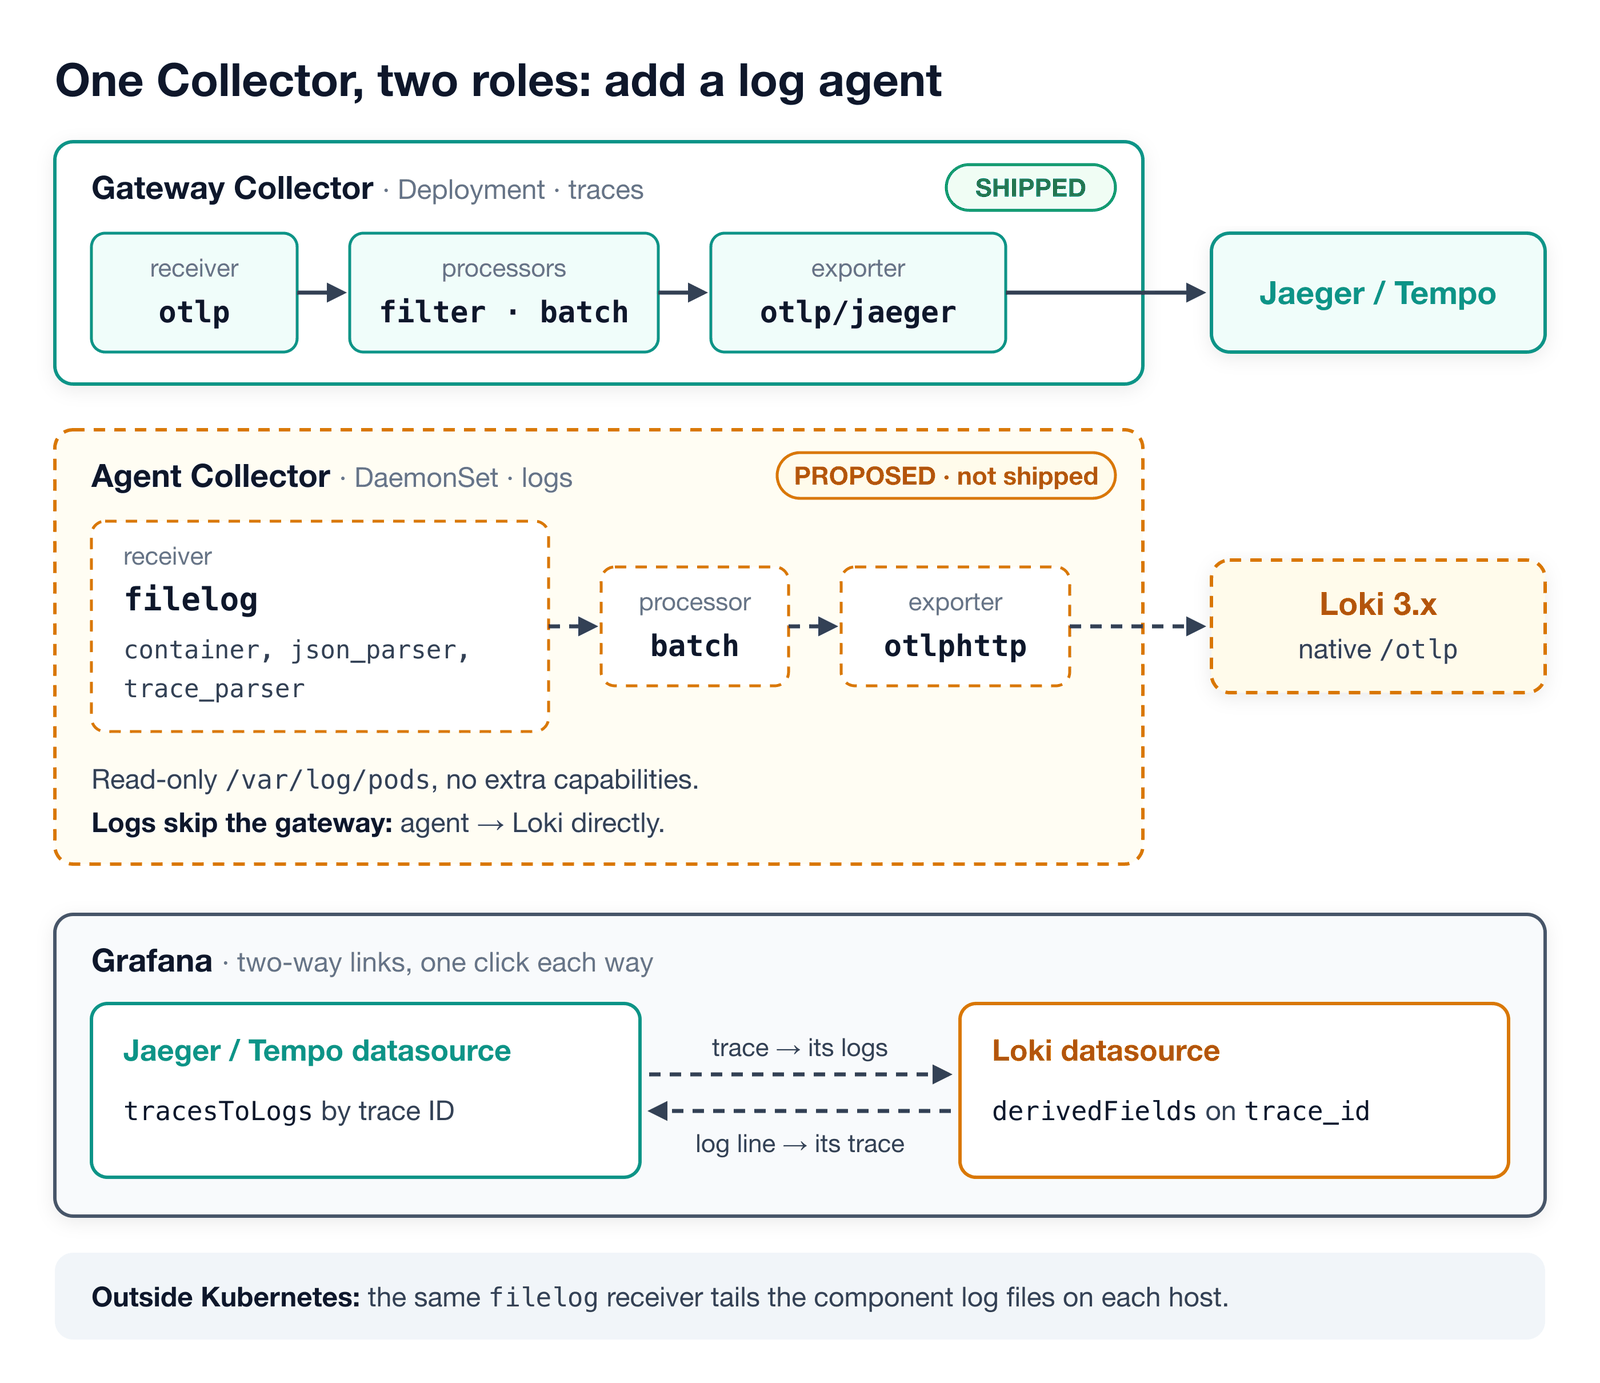 One Collector, two roles: add a log agent
Gateway Collector · Deployment · traces
SHIPPED
receiver
otlp
processors
filter · batch
exporter
otlp/jaeger
Jaeger / Tempo
Agent Collector · DaemonSet · logs
PROPOSED · not shipped
receiver
filelog
container, json_parser,
trace_parser
processor
batch
exporter
otlphttp
Loki 3.x
native /otlp
Read-only /var/log/pods, no extra capabilities.
Logs skip the gateway: agent → Loki directly.
Grafana · two-way links, one click each way
Jaeger / Tempo datasource
tracesToLogs by trace ID
trace → its logs
log line → its trace
Loki datasource
derivedFields on trace_id
Outside Kubernetes: the same filelog receiver tails the component log files on each host.